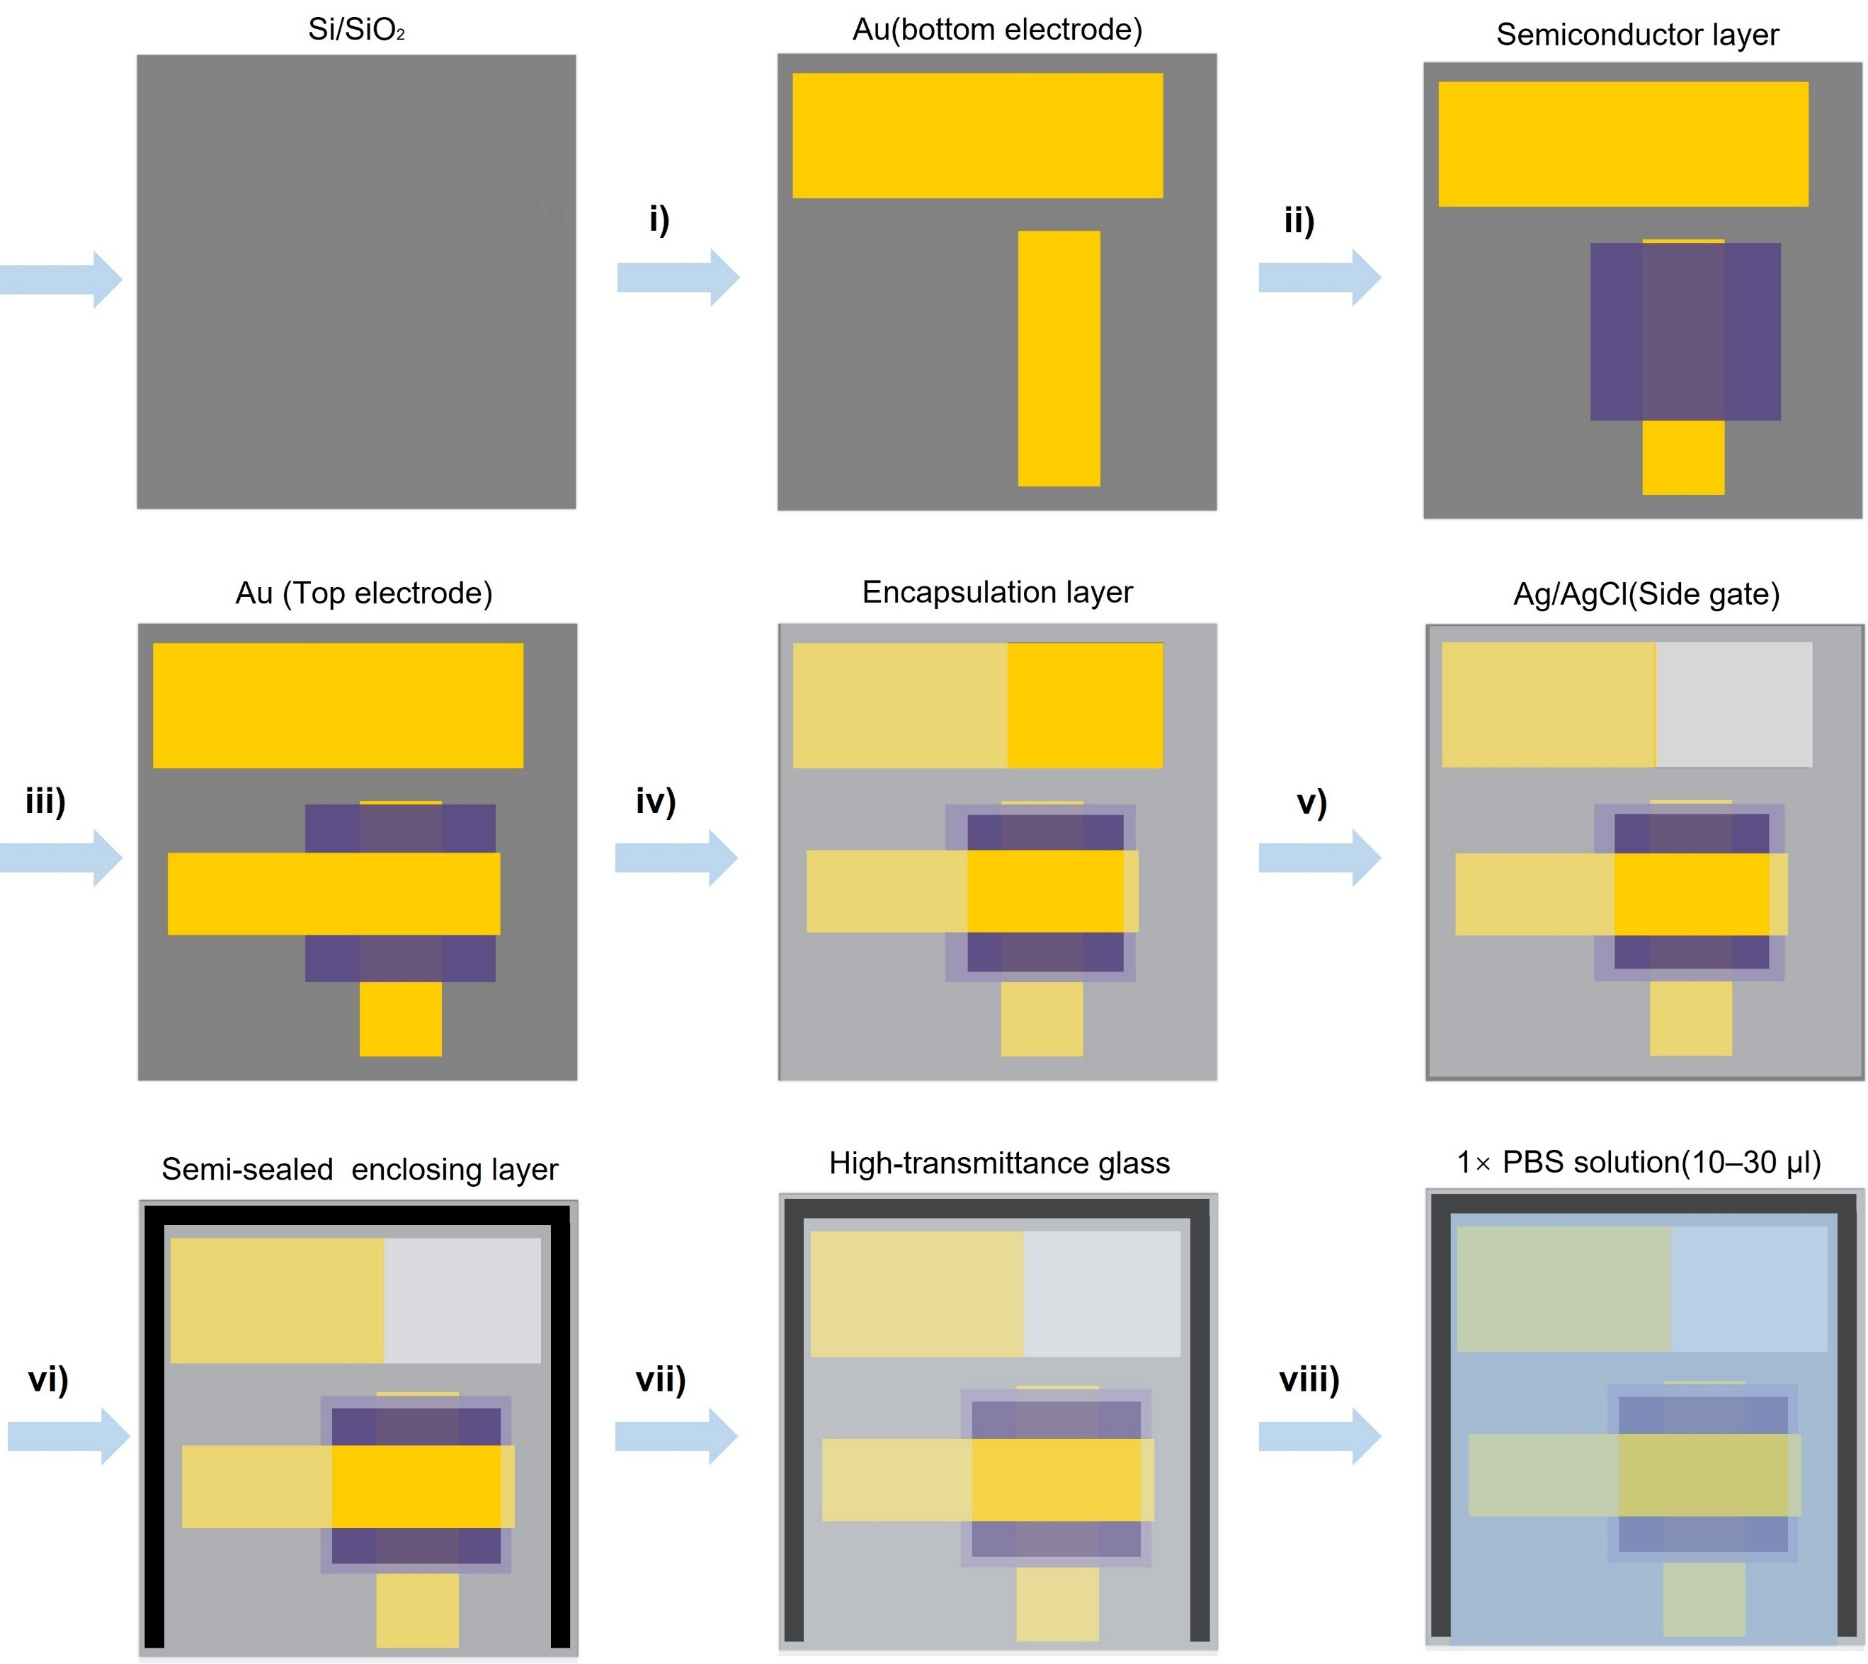 Si/SiO₂
Au(bottom electrode)
Semiconductor layer
Au
i)
ii)
Au (Top electrode)
Encapsulation layer
Ag/AgCl(Side gate)
iii)
iv)
v)
Semi-sealed enclosing layer
High-transmittance glass
1× PBS solution(10–30 µl)
vi)
vii)
viii)